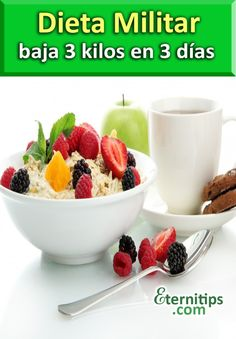 Dieta Militar
baja 3 kilos en 3 días
Eternitips
.com